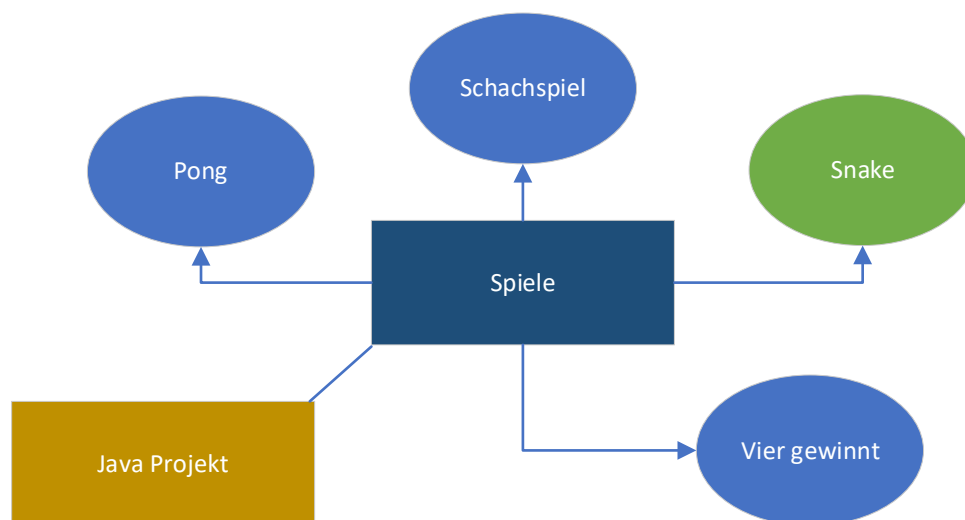 Schachspiel
Pong
Snake
Spiele
Java Projekt
Vier gewinnt